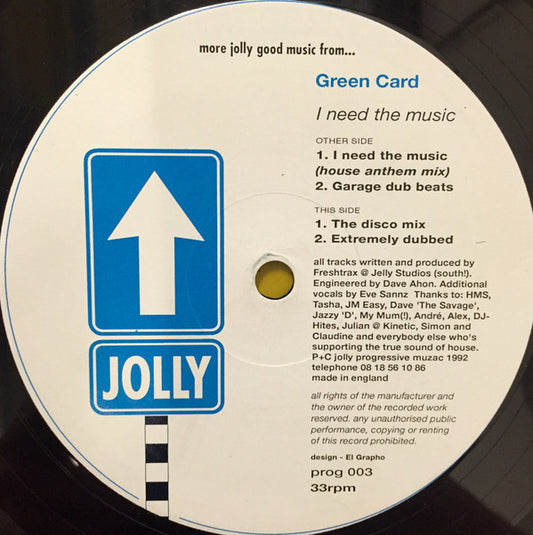 more jolly good music from...
Green Card
I need the music
OTHER SIDE
1. I need the music
(house anthem mix)
2. Garage dub beats
THIS SIDE
1. The disco mix
2. Extremely dubbed
all tracks written and produced by
Freshtrax @ Jelly Studios (south!).
Engineered by Dave Ahon. Additional
vocals by Eve Sannz  Thanks to: HMS,
Tasha, JM Easy, Dave 'The Savage',
Jazzy 'D', My Mum(!), André, Alex, DJ-
Hites, Julian @ Kinetic, Simon and
Claudine and everybody else who's
supporting the true sound of house.
P+C jolly progressive muzac 1992
telephone 08 18 56 10 86
made in england
all rights of the manufacturer and
the owner of the recorded work
reserved. any unauthorised public
performance, copying or renting
of this record prohibited.
design - El Grapho
prog 003
33rpm
JOLLY